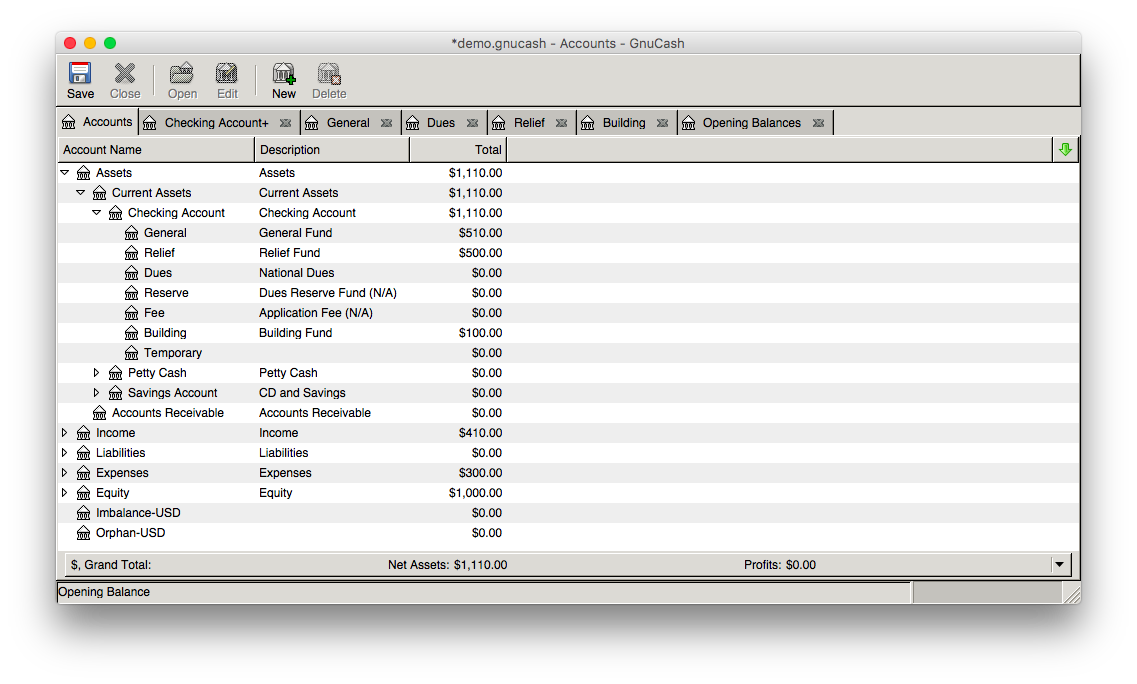 *demo.gnucash - Accounts - GnuCash
Save Close Open Edit New Delete
Accounts Checking Account+ General Dues Relief Building Opening Balances
Account Name Description Total
Assets Assets $1,110.00
Current Assets Current Assets $1,110.00
Checking Account Checking Account $1,110.00
General General Fund $510.00
Relief Relief Fund $500.00
Dues National Dues $0.00
Reserve Dues Reserve Fund (N/A) $0.00
Fee Application Fee (N/A) $0.00
Building Building Fund $100.00
Temporary $0.00
Petty Cash Petty Cash $0.00
Savings Account CD and Savings $0.00
Accounts Receivable Accounts Receivable $0.00
Income Income $410.00
Liabilities Liabilities $0.00
Expenses Expenses $300.00
Equity Equity $1,000.00
Imbalance-USD $0.00
Orphan-USD $0.00
$, Grand Total: Net Assets: $1,110.00 Profits: $0.00
Opening Balance